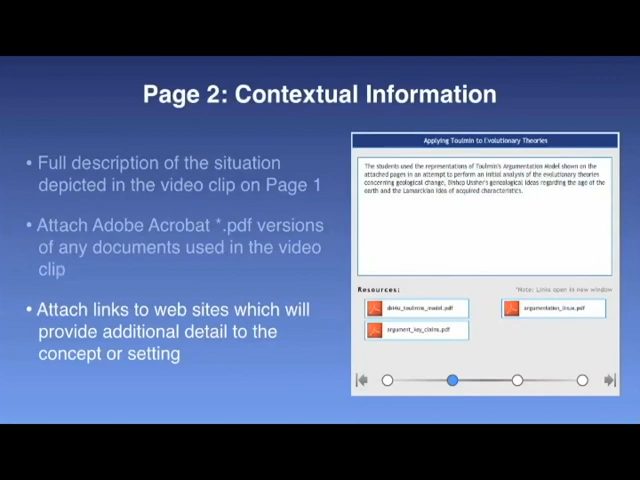 Page 2: Contextual Information
• Full description of the situation
depicted in the video clip on Page 1
• Attach Adobe Acrobat *.pdf versions
of any documents used in the video
clip
• Attach links to web sites which will
provide additional detail to the
concept or setting
Applying Toulmin to Evolutionary Theories
The students used the representations of Toulmin's Argumentation Model shown on the
attached pages in an attempt to perform an initial analysis of the evolutionary theories
concerning geological change, Bishop Ussher's genealogical ideas regarding the age of the
earth and the Lamarckian idea of acquired characteristics.
Resources:
*Note: Links open in new window
argument_key_claims.pdf